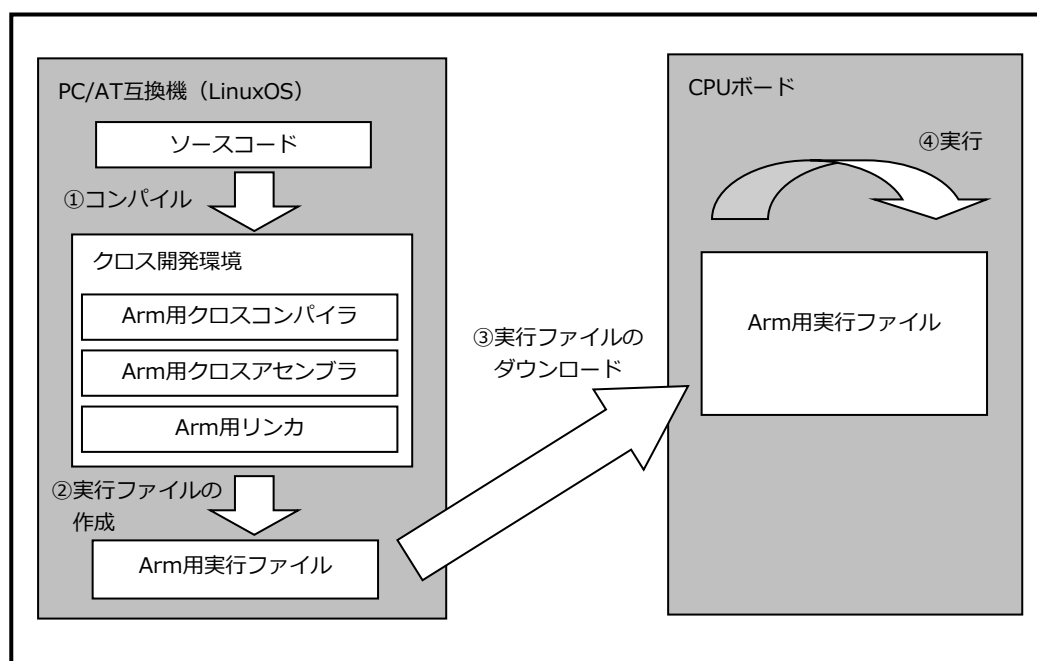 PC/AT互換機（LinuxOS）
ソースコード
①コンパイル
クロス開発環境
Arm用クロスコンパイラ
Arm用クロスアセンブラ
Arm用リンカ
②実行ファイルの
作成
Arm用実行ファイル
③実行ファイルの
ダウンロード
CPUボード
④実行
Arm用実行ファイル